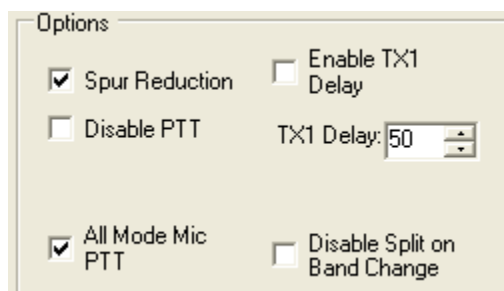 Options
Spur Reduction
Enable TX1
Delay
Disable PTT
TX1 Delay: 50
All Mode Mic
PTT
Disable Split on
Band Change